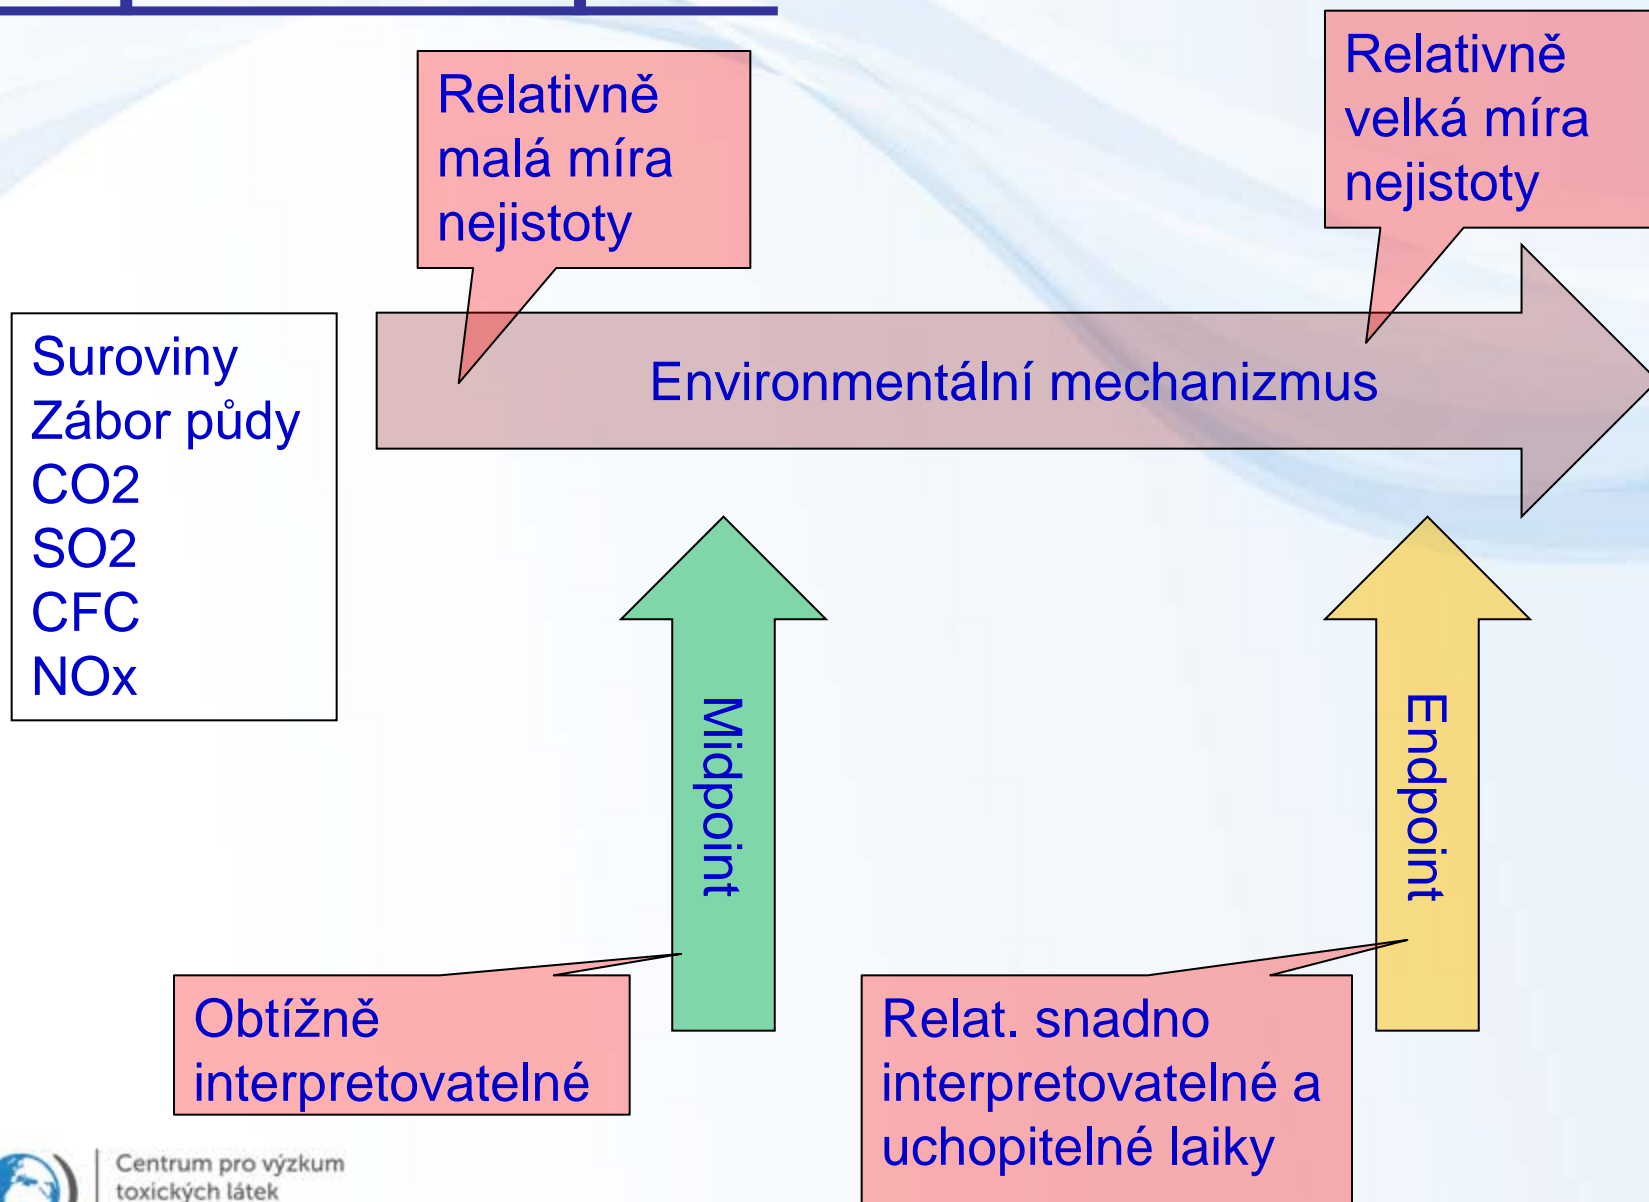 Relativně
malá míra
nejistoty
Relativně
velká míra
nejistoty
Suroviny
Zábor půdy
CO2
SO2
CFC
NOx
Environmentální mechanizmus
Midpoint
Endpoint
Obtížně
interpretovatelné
Relat. snadno
interpretovatelné a
uchopitelné laiky
Centrum pro výzkum
toxických látek